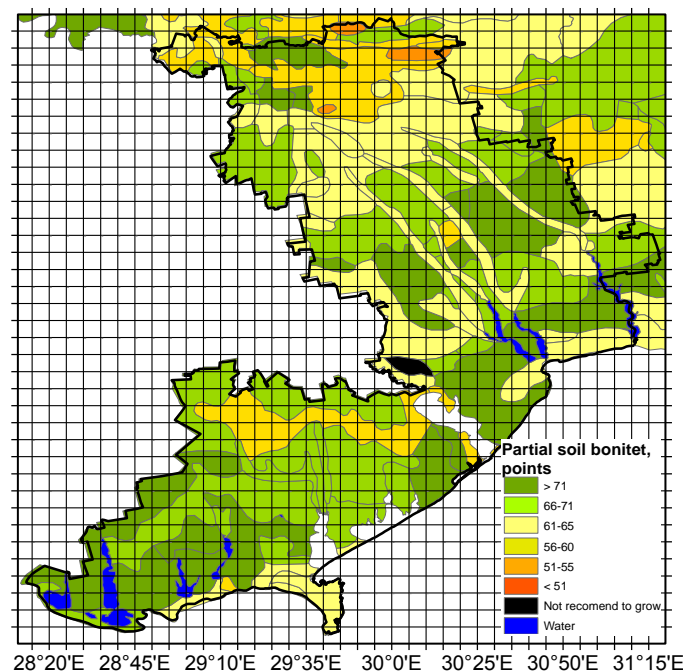 Partial soil bonitet,
points
> 71
66-71
61-65
56-60
51-55
< 51
Not recomend to grow
Water
28°20'E 28°45'E 29°10'E 29°35'E 30°0'E 30°25'E 30°50'E 31°15'E